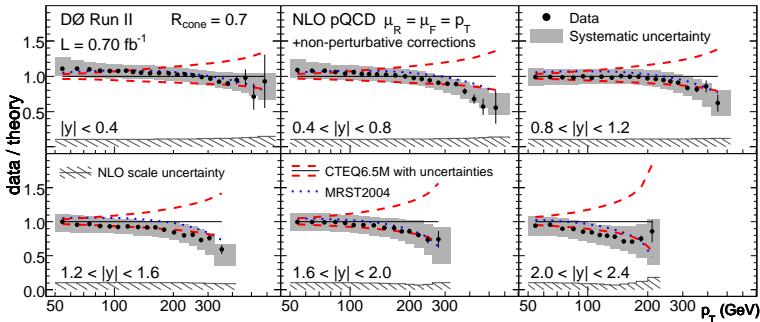 DØ Run II
R_cone = 0.7
L = 0.70 fb⁻¹
|y| < 0.4
NLO pQCD μ_R = μ_F = p_T
+non-perturbative corrections
0.4 < |y| < 0.8
Data
Systematic uncertainty
0.8 < |y| < 1.2
1.5
1.0
0.5
data / theory
NLO scale uncertainty
1.2 < |y| < 1.6
CTEQ6.5M with uncertainties
MRST2004
1.6 < |y| < 2.0
2.0 < |y| < 2.4
1.5
1.0
0.5
0.0
50 100 200 300 50 100 200 300 50 100 200 300
p_T (GeV)